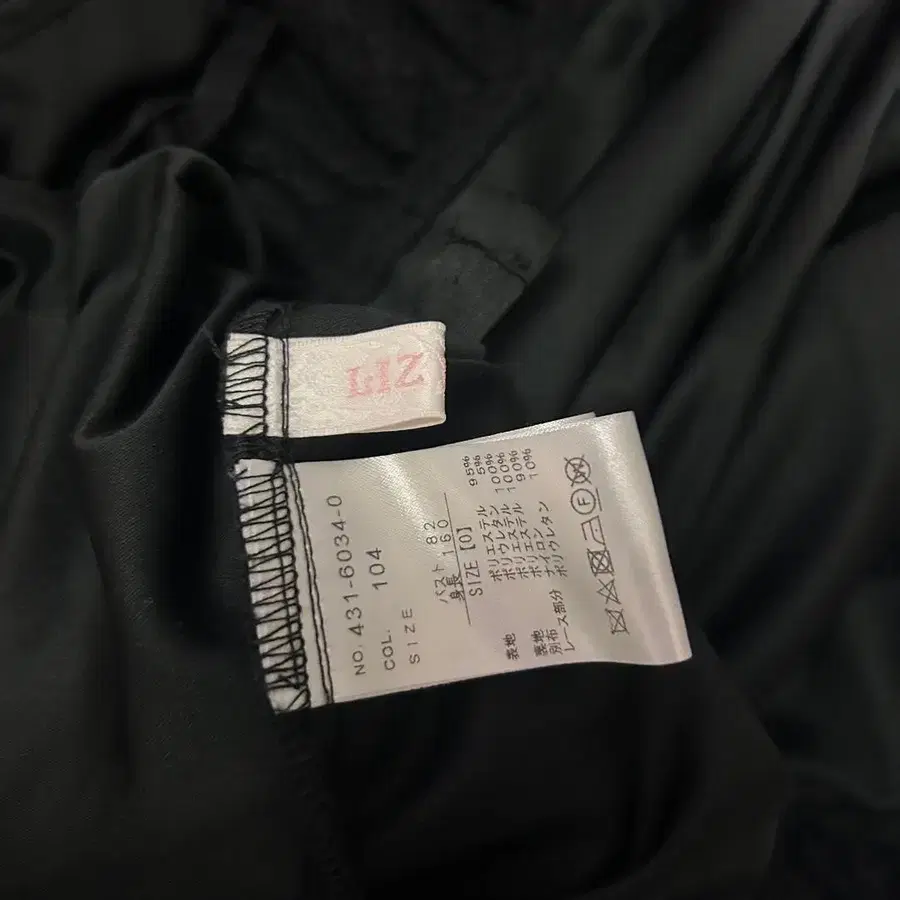 NO. 431-6034-0
COL. 104
SIZE
バスト 82
身長 160
SIZE [0]
表地 ポリエステル 95%
ポリウレタン 5%
裏地 ポリエステル 100%
別布 ポリエステル 100%
レース部分 ナイロン 90%
ポリウレタン 10%
F